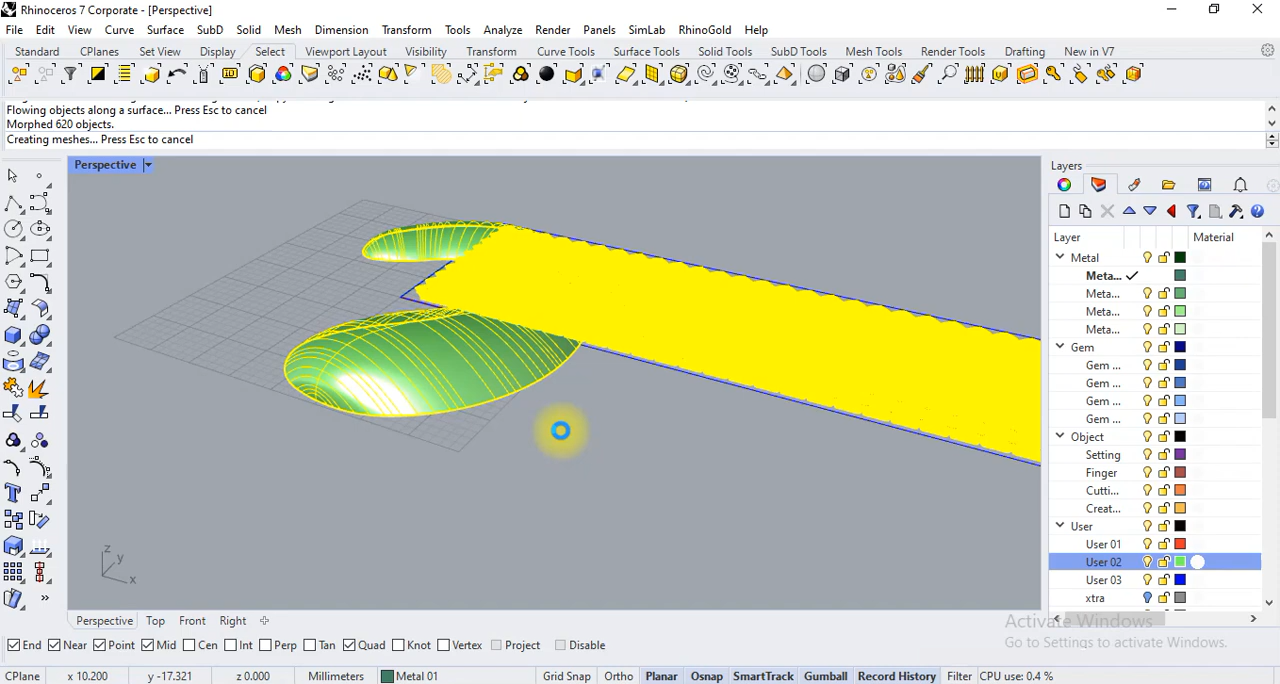 Rhinoceros 7 Corporate - [Perspective]
File Edit View Curve Surface SubD Solid Mesh Dimension Transform Tools Analyze Render Panels SimLab RhinoGold Help
Standard CPlanes Set View Display Select Viewport Layout Visibility Transform Curve Tools Surface Tools Solid Tools SubD Tools Mesh Tools Render Tools Drafting New in V7
Flowing objects along a surface... Press Esc to cancel
Morphed 620 objects.
Creating meshes... Press Esc to cancel
Perspective
Layers
Layer Material
Metal
Meta...
Meta...
Meta...
Meta...
Gem
Gem ...
Gem ...
Gem ...
Gem ...
Object
Setting
Finger
Cutti...
Creat...
User
User 01
User 02
User 03
xtra
z
y
x
Perspective Top Front Right
Activate Windows
Go to Settings to activate Windows.
End Near Point Mid Cen Int Perp Tan Quad Knot Vertex Project Disable
CPlane x 10.200 y -17.321 z 0.000 Millimeters Metal 01 Grid Snap Ortho Planar Osnap SmartTrack Gumball Record History Filter CPU use: 0.4 %